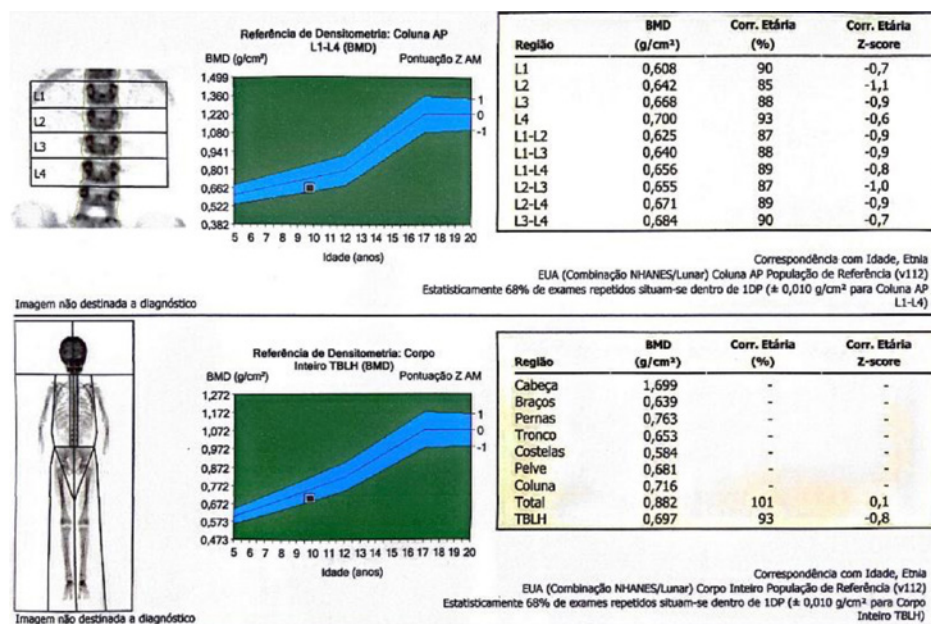 Referência de Densitometria: Coluna AP
L1-L4 (BMD)
BMD (g/cm²) Pontuação Z AM
1,499
1,360
1,220
1,080
0,941
0,801
0,662
0,522
0,382
1
0
-1
5 6 7 8 9 10 11 12 13 14 15 16 17 18 19 20
Idade (anos)
L1
L2
L3
L4
Imagem não destinada a diagnóstico
BMD Corr. Etária Corr. Etária
Região (g/cm²) (%) Z-score
L1 0,608 90 -0,7
L2 0,642 85 -1,1
L3 0,668 88 -0,9
L4 0,700 93 -0,6
L1-L2 0,625 87 -0,9
L1-L3 0,640 88 -0,9
L1-L4 0,656 89 -0,8
L2-L3 0,655 87 -1,0
L2-L4 0,671 89 -0,9
L3-L4 0,684 90 -0,7
Correspondência com Idade, Etnia
EUA (Combinação NHANES/Lunar) Coluna AP População de Referência (v112)
Estatisticamente 68% de exames repetidos situam-se dentro de 1DP (± 0,010 g/cm² para Coluna AP
L1-L4)
Referência de Densitometria: Corpo
Inteiro TBLH (BMD)
BMD (g/cm²) Pontuação Z AM
1,272
1,172
1,072
0,972
0,872
0,772
0,672
0,573
0,473
1
0
-1
5 6 7 8 9 10 11 12 13 14 15 16 17 18 19 20
Idade (anos)
Imagem não destinada a diagnóstico
BMD Corr. Etária Corr. Etária
Região (g/cm²) (%) Z-score
Cabeça 1,699 - -
Braços 0,639 - -
Pernas 0,763 - -
Tronco 0,653 - -
Costelas 0,584 - -
Pelve 0,681 - -
Coluna 0,716 - -
Total 0,882 101 0,1
TBLH 0,697 93 -0,8
Correspondência com Idade, Etnia
EUA (Combinação NHANES/Lunar) Corpo Inteiro População de Referência (v112)
Estatisticamente 68% de exames repetidos situam-se dentro de 1DP (± 0,010 g/cm² para Corpo
Inteiro TBLH)